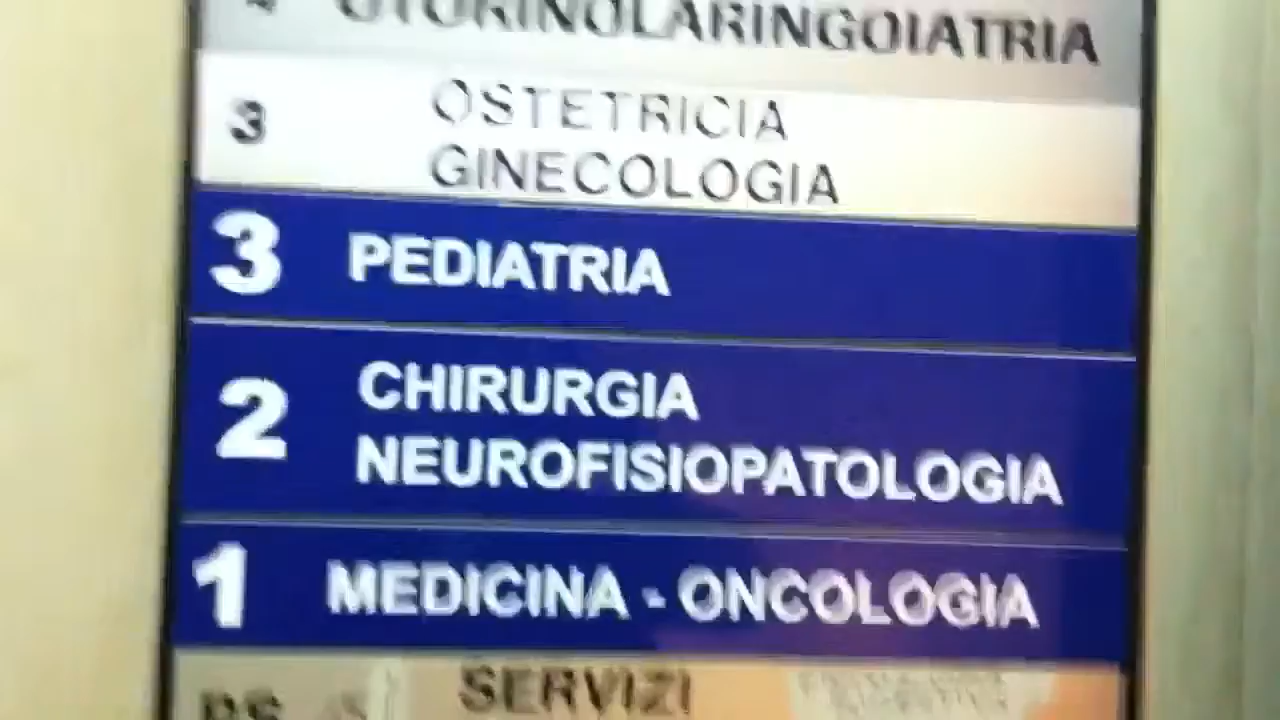 OTORINOLARINGOIATRIA
3 OSTETRICIA
GINECOLOGIA
3 PEDIATRIA
2 CHIRURGIA
NEUROFISIOPATOLOGIA
1 MEDICINA - ONCOLOGIA
SERVIZI